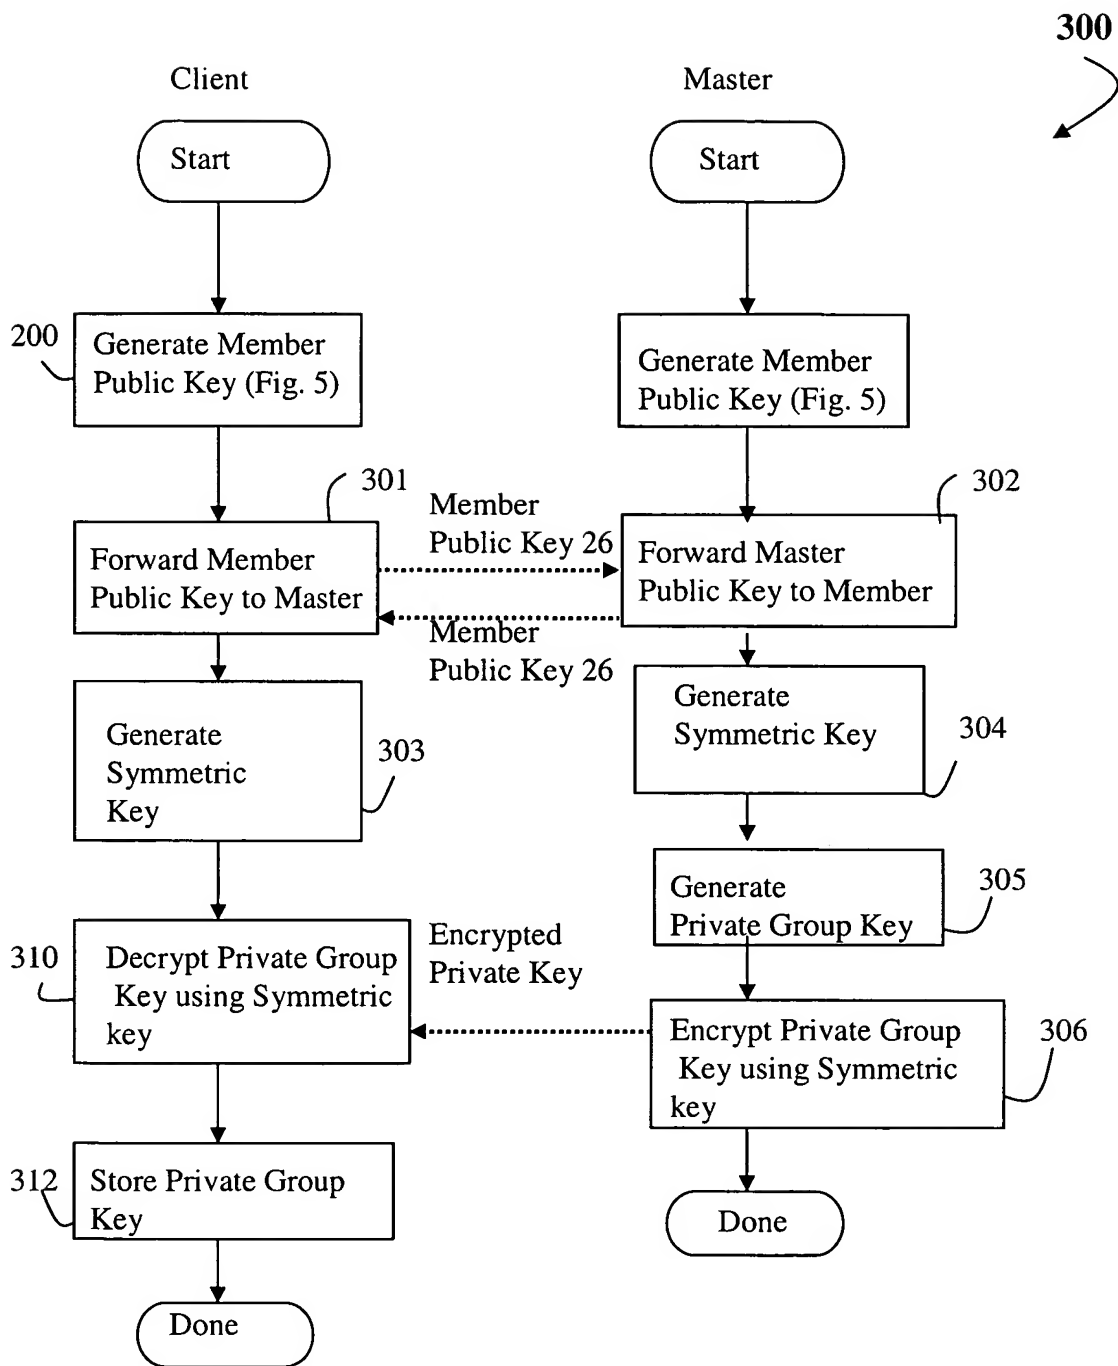 300
Client
Master
Start
Start
200
Generate Member
Public Key (Fig. 5)
Generate Member
Public Key (Fig. 5)
301
302
Member
Public Key 26
Forward Member
Public Key to Master
Forward Master
Public Key to Member
Member
Public Key 26
Generate
Symmetric
Key
303
Generate
Symmetric Key
304
Generate
Private Group Key
305
310
Decrypt Private Group
Key using Symmetric
key
Encrypted
Private Key
Encrypt Private Group
Key using Symmetric
key
306
312
Store Private Group
Key
Done
Done